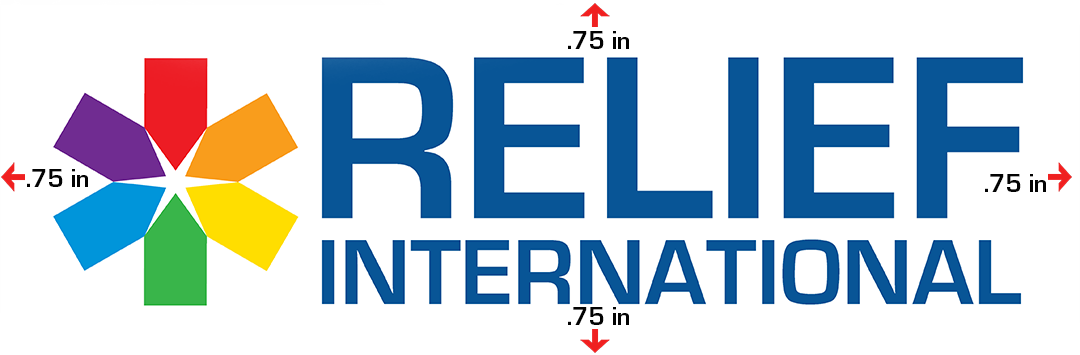 .75 in
RELIEF
.75 in
.75 in
INTERNATIONAL
.75 in